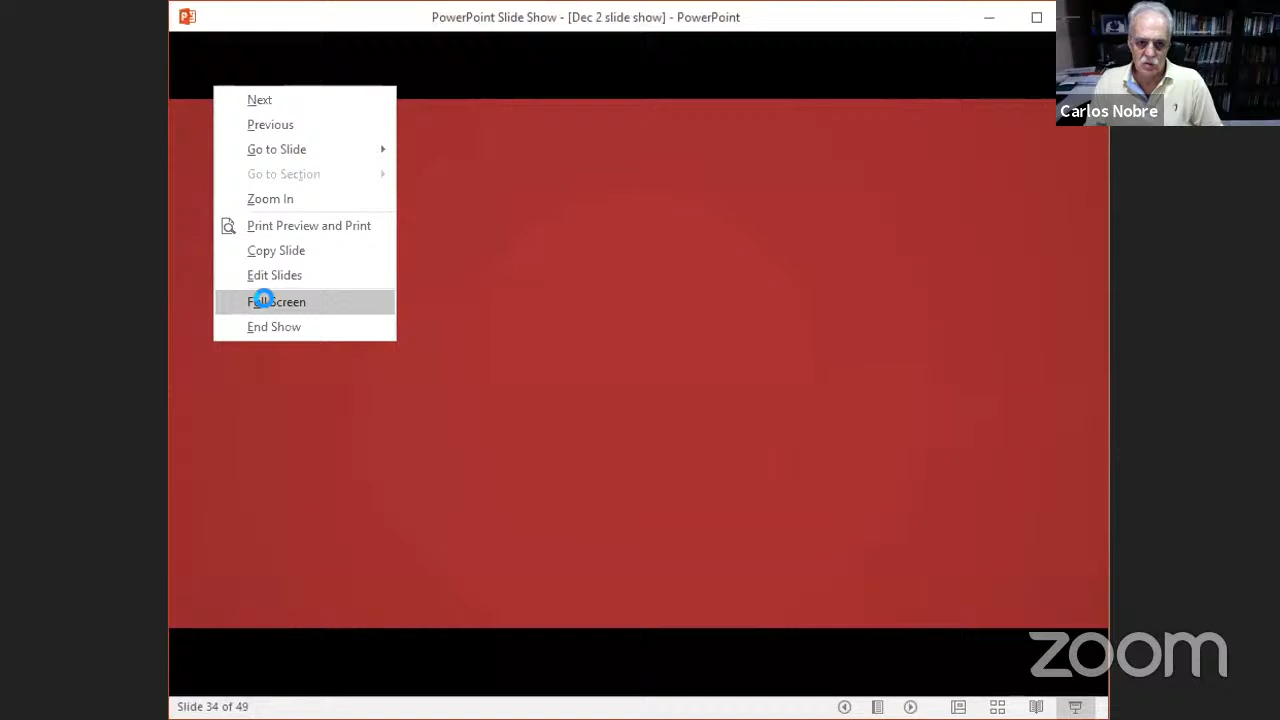 PowerPoint Slide Show - [Dec 2 slide show] - PowerPoint
Carlos Nobre
Next
Previous
Go to Slide
Go to Section
Zoom In
Print Preview and Print
Copy Slide
Edit Slides
Full Screen
End Show
zoom
Slide 34 of 49